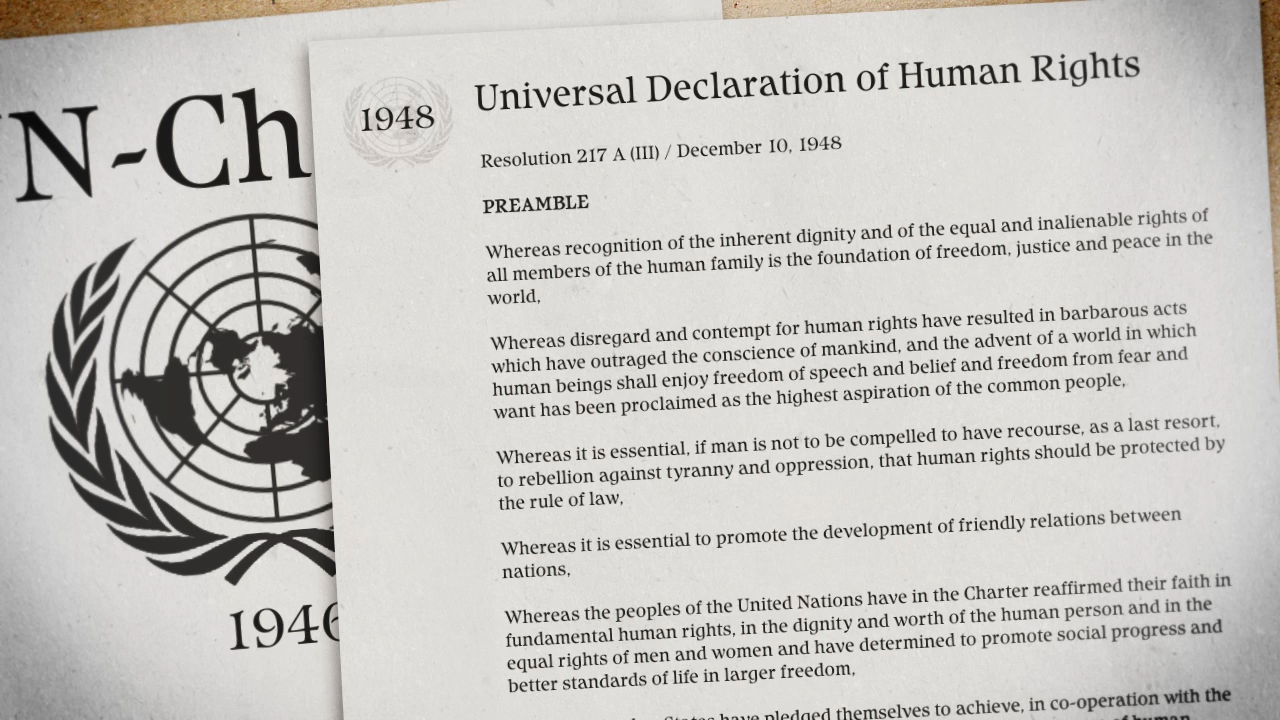 N-Ch
1946
1948
Universal Declaration of Human Rights
Resolution 217 A (III) / December 10, 1948
PREAMBLE
Whereas recognition of the inherent dignity and of the equal and inalienable rights of
all members of the human family is the foundation of freedom, justice and peace in the
world,
Whereas disregard and contempt for human rights have resulted in barbarous acts
which have outraged the conscience of mankind, and the advent of a world in which
human beings shall enjoy freedom of speech and belief and freedom from fear and
want has been proclaimed as the highest aspiration of the common people,
Whereas it is essential, if man is not to be compelled to have recourse, as a last resort,
to rebellion against tyranny and oppression, that human rights should be protected by
the rule of law,
Whereas it is essential to promote the development of friendly relations between
nations,
Whereas the peoples of the United Nations have in the Charter reaffirmed their faith in
fundamental human rights, in the dignity and worth of the human person and in the
equal rights of men and women and have determined to promote social progress and
better standards of life in larger freedom,
States have pledged themselves to achieve, in co-operation with the
of human